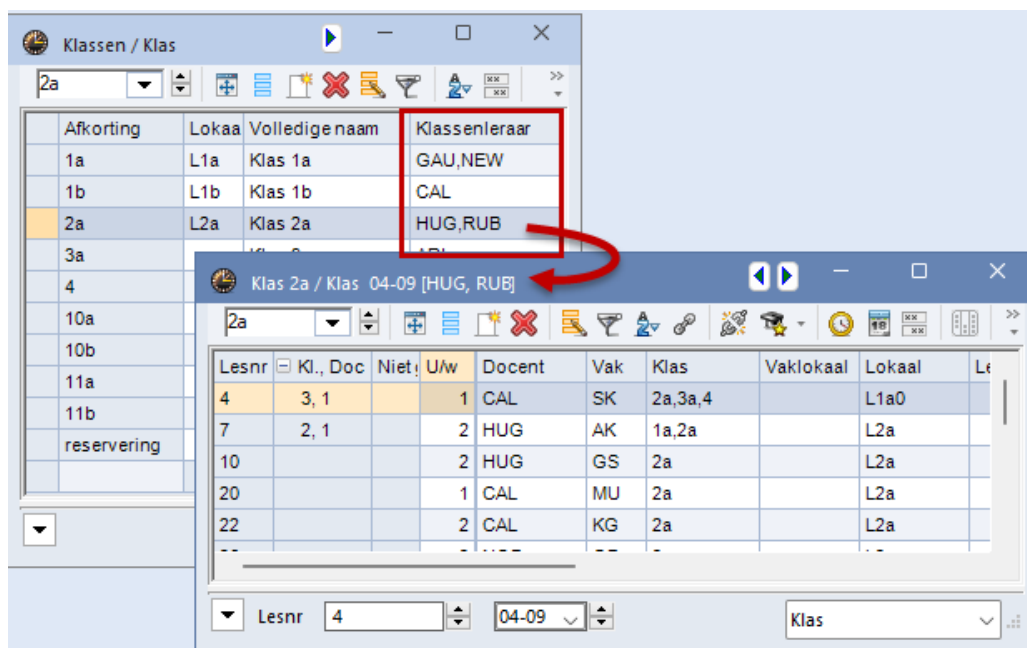 Klassen / Klas
2a
Afkorting Lokaa Volledige naam Klassenleraar
1a L1a Klas 1a GAU,NEW
1b L1b Klas 1b CAL
2a L2a Klas 2a HUG,RUB
3a
4
10a
10b
11a
11b
reservering
Klas 2a / Klas 04-09 [HUG, RUB]
2a
Lesnr Kl., Doc Niet U/w Docent Vak Klas Vaklokaal Lokaal Le
4 3, 1 1 CAL SK 2a,3a,4 L1a0
7 2, 1 2 HUG AK 1a,2a L2a
10 2 HUG GS 2a L2a
20 1 CAL MU 2a L2a
22 2 CAL KG 2a L2a
Lesnr 4 04-09 Klas